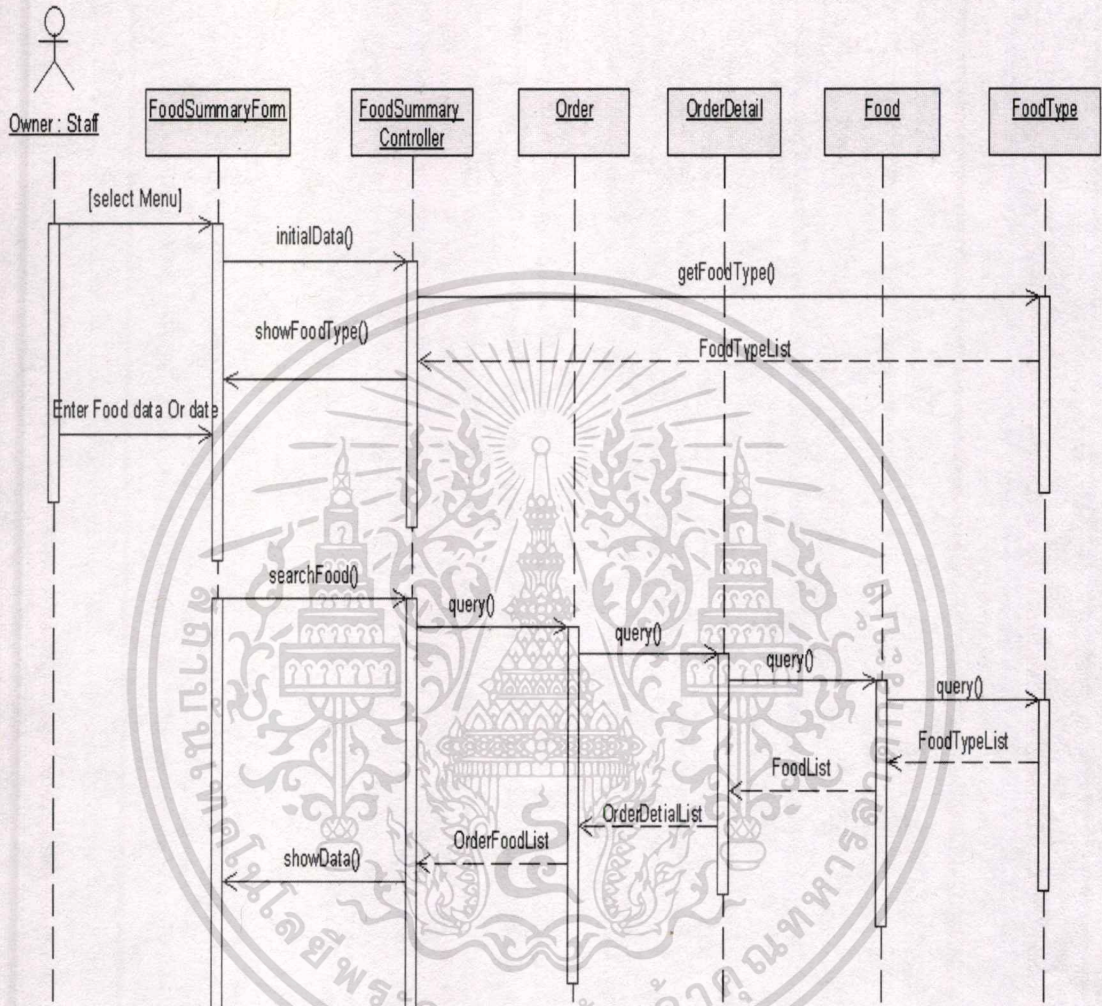 Owner : Staff
FoodSummaryForm
FoodSummary
Controller
Order
OrderDetail
Food
FoodType
[select Menu]
initialData()
getFoodType()
FoodTypeList
showFoodType()
Enter Food data Or date
searchFood()
query()
query()
query()
query()
FoodTypeList
FoodList
OrderDetialList
OrderFoodList
showData()